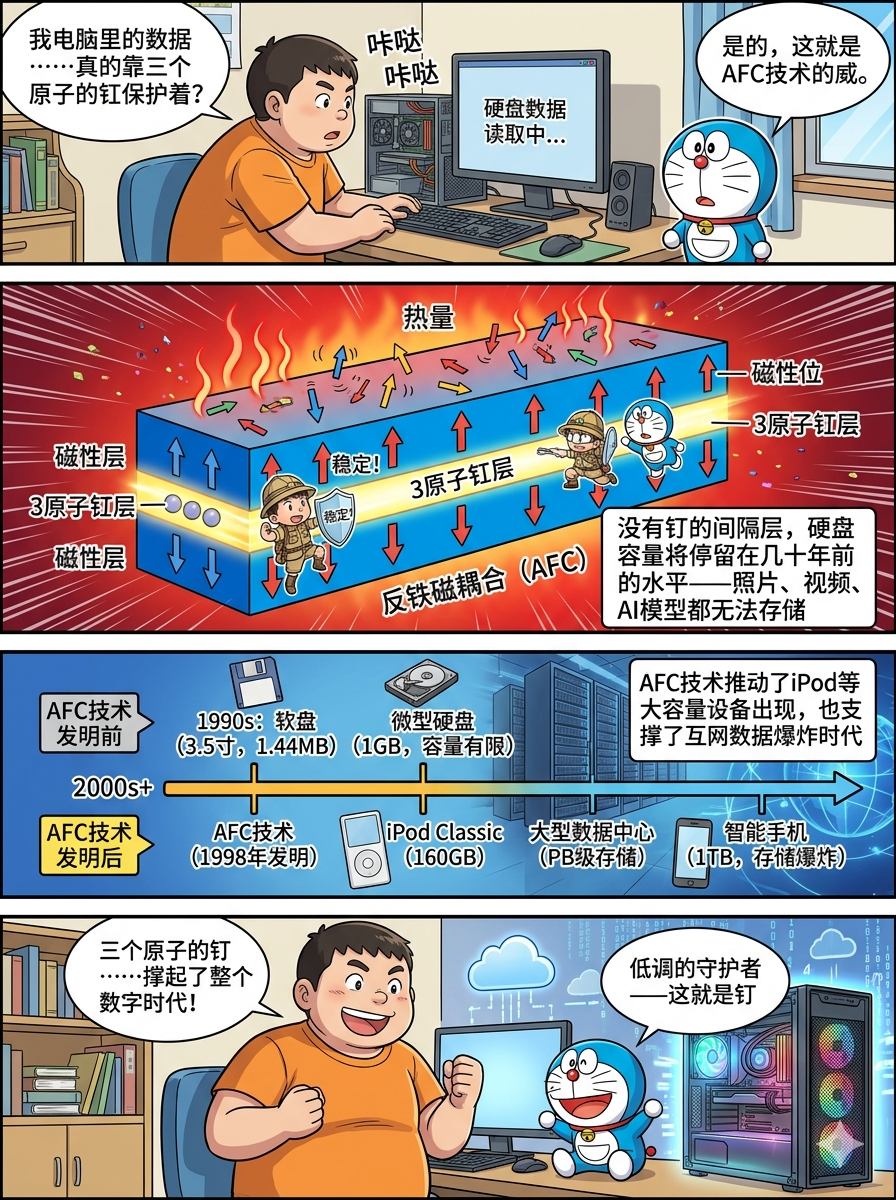 我电脑里的数据
……真的靠三个
原子的钌保护着？
咔哒
咔哒
硬盘数据
读取中...
是的，这就是
AFC技术的威。
热量
磁性位
3原子钌层
磁性层
3原子钌层
磁性层
稳定！
稳定！
3原子钌层
反铁磁耦合（AFC）
没有钌的间隔层，硬盘
容量将停留在几十年前
的水平——照片、视频、
AI模型都无法存储
AFC技术
发明前
1990s：软盘
（3.5寸，1.44MB）
微型硬盘
（1GB，容量有限）
AFC技术推动了iPod等
大容量设备出现，也支
撑了互网数据爆炸时代
2000s+
AFC技术
发明后
AFC技术
（1998年发明）
iPod Classic
（160GB）
大型数据中心
（PB级存储）
智能手机
（1TB，存储爆炸）
三个原子的钌
……撑起了整个
数字时代！
低调的守护者
——这就是钌